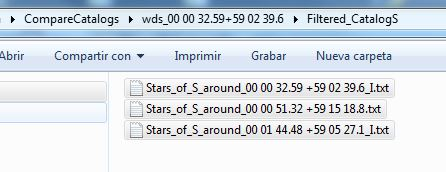 CompareCatalogs ▸ wds_00 00 32.59+59 02 39.6 ▸ Filtered_CatalogS
Abrir Compartir con Imprimir Grabar Nueva carpeta
Stars_of_S_around_00 00 32.59 +59 02 39.6_I.txt
Stars_of_S_around_00 00 51.32 +59 15 18.8.txt
Stars_of_S_around_00 01 44.48 +59 05 27.1_I.txt